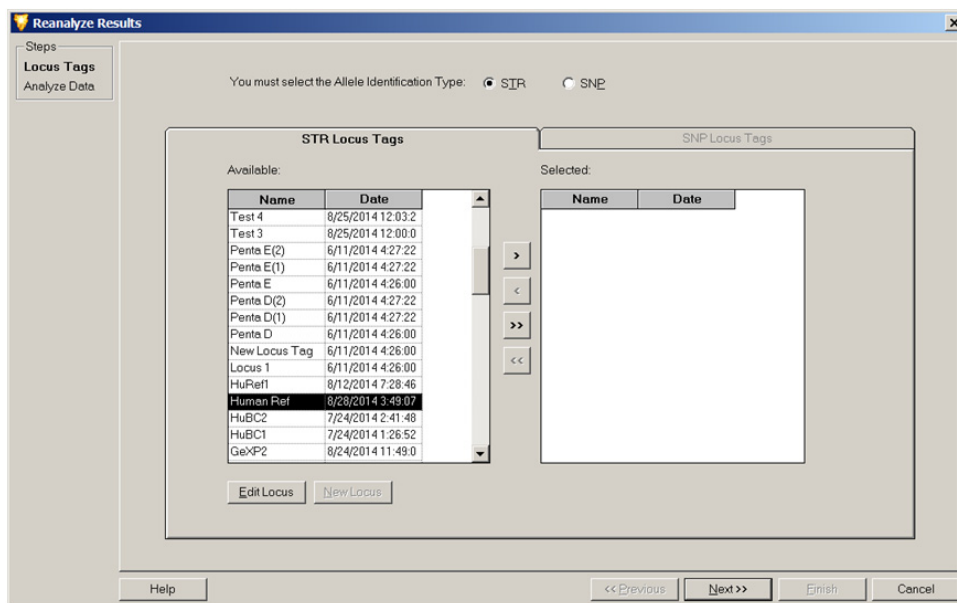 Reanalyze Results
Steps
Locus Tags
Analyze Data
You must select the Allele Identification Type: STR SNP
STR Locus Tags SNP Locus Tags
Available: Selected:
Name Date Name Date
Test 4 8/25/2014 12:03:2
Test 3 8/25/2014 12:00:0
Penta E(2) 6/11/2014 4:27:22
Penta E(1) 6/11/2014 4:27:22
Penta E 6/11/2014 4:26:00
Penta D(2) 6/11/2014 4:27:22
Penta D(1) 6/11/2014 4:27:22
Penta D 6/11/2014 4:26:00
New Locus Tag 6/11/2014 4:26:00
Locus 1 6/11/2014 4:26:00
HuRef1 8/12/2014 7:28:46
Human Ref 8/28/2014 3:49:07
HuBC2 7/24/2014 2:41:48
HuBC1 7/24/2014 1:26:52
GeXP2 8/24/2014 11:49:0
>
<
>>
<<
Edit Locus New Locus
Help << Previous Next >> Finish Cancel